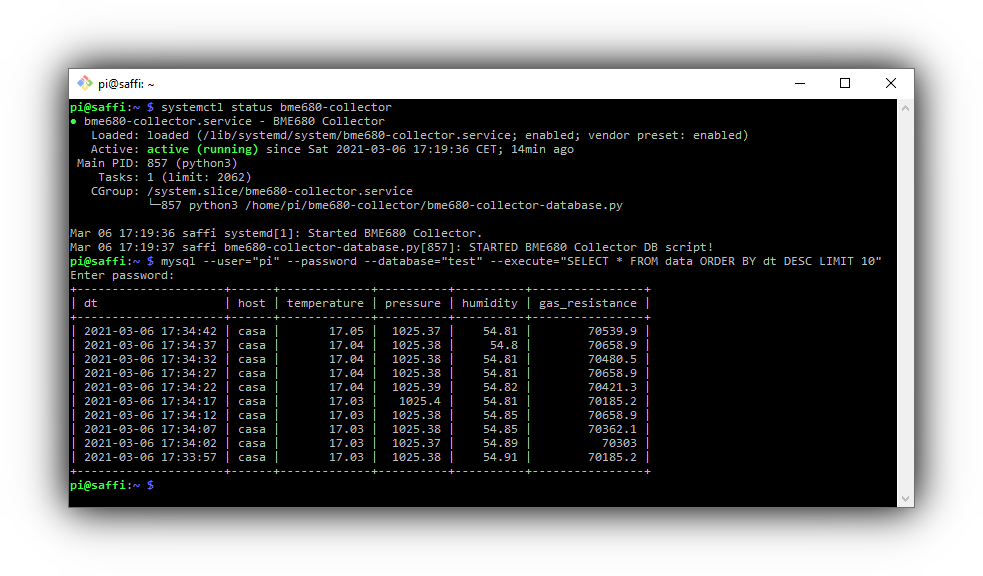 pi@saffi: ~
pi@saffi:~ $ systemctl status bme680-collector
● bme680-collector.service - BME680 Collector
   Loaded: loaded (/lib/systemd/system/bme680-collector.service; enabled; vendor preset: enabled)
   Active: active (running) since Sat 2021-03-06 17:19:36 CET; 14min ago
 Main PID: 857 (python3)
    Tasks: 1 (limit: 2062)
   CGroup: /system.slice/bme680-collector.service
           └─857 python3 /home/pi/bme680-collector/bme680-collector-database.py

Mar 06 17:19:36 saffi systemd[1]: Started BME680 Collector.
Mar 06 17:19:37 saffi bme680-collector-database.py[857]: STARTED BME680 Collector DB script!
pi@saffi:~ $ mysql --user="pi" --password --database="test" --execute="SELECT * FROM data ORDER BY dt DESC LIMIT 10"
Enter password:
+---------------------+------+-------------+----------+----------+----------------+
| dt                  | host | temperature | pressure | humidity | gas_resistance |
+---------------------+------+-------------+----------+----------+----------------+
| 2021-03-06 17:34:42 | casa |       17.05 |  1025.37 |    54.81 |        70539.9 |
| 2021-03-06 17:34:37 | casa |       17.04 |  1025.38 |     54.8 |        70658.9 |
| 2021-03-06 17:34:32 | casa |       17.04 |  1025.38 |    54.81 |        70480.5 |
| 2021-03-06 17:34:27 | casa |       17.04 |  1025.38 |    54.81 |        70658.9 |
| 2021-03-06 17:34:22 | casa |       17.04 |  1025.39 |    54.82 |        70421.3 |
| 2021-03-06 17:34:17 | casa |       17.03 |   1025.4 |    54.81 |        70185.2 |
| 2021-03-06 17:34:12 | casa |       17.03 |  1025.38 |    54.85 |        70658.9 |
| 2021-03-06 17:34:07 | casa |       17.03 |  1025.38 |    54.85 |        70362.1 |
| 2021-03-06 17:34:02 | casa |       17.03 |  1025.37 |    54.89 |          70303 |
| 2021-03-06 17:33:57 | casa |       17.03 |  1025.38 |    54.91 |        70185.2 |
+---------------------+------+-------------+----------+----------+----------------+
pi@saffi:~ $